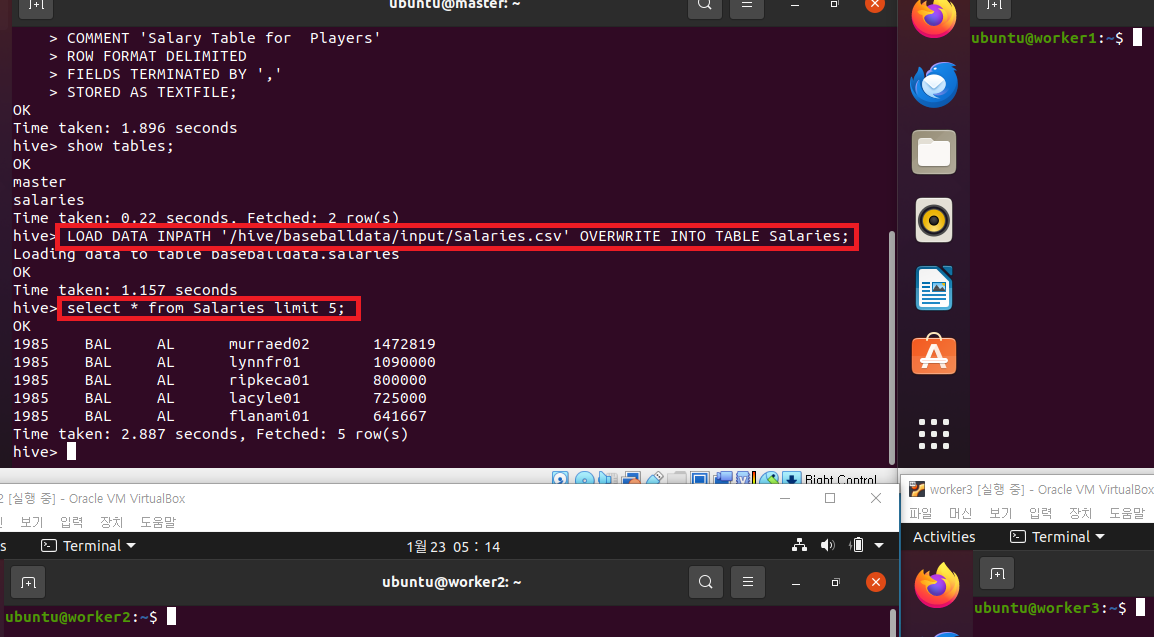 ubuntu@master: ~
> COMMENT 'Salary Table for  Players'
> ROW FORMAT DELIMITED
> FIELDS TERMINATED BY ','
> STORED AS TEXTFILE;
OK
Time taken: 1.896 seconds
hive> show tables;
OK
master
salaries
Time taken: 0.22 seconds, Fetched: 2 row(s)
hive> LOAD DATA INPATH '/hive/baseballdata/input/Salaries.csv' OVERWRITE INTO TABLE Salaries;
Loading data to table baseballdata.salaries
OK
Time taken: 1.157 seconds
hive> select * from Salaries limit 5;
OK
1985 BAL AL murraed02 1472819
1985 BAL AL lynnfr01 1090000
1985 BAL AL ripkeca01 800000
1985 BAL AL lacyle01 725000
1985 BAL AL flanami01 641667
Time taken: 2.887 seconds, Fetched: 5 row(s)
hive>
ubuntu@worker1:~$
Right Control
2 [실행 중] - Oracle VM VirtualBox
보기 입력 장치 도움말
Terminal
1월 23 05 : 14
ubuntu@worker2: ~
ubuntu@worker2:~$
worker3 [실행 중] - Oracle VM VirtualBox
파일 머신 보기 입력 장치 도움말
Activities Terminal
ubuntu@worker3:~$